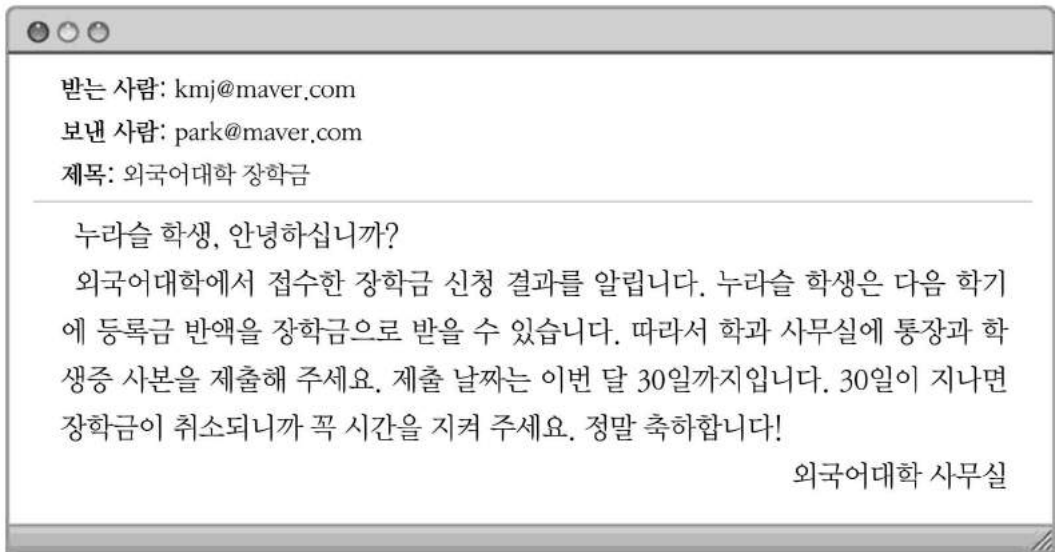 받는 사람: kmj@maver.com
보낸 사람: park@maver.com
제목: 외국어대학 장학금
누라슬 학생, 안녕하십니까?
외국어대학에서 접수한 장학금 신청 결과를 알립니다. 누라슬 학생은 다음 학기
에 등록금 반액을 장학금으로 받을 수 있습니다. 따라서 학과 사무실에 통장과 학
생증 사본을 제출해 주세요. 제출 날짜는 이번 달 30일까지입니다. 30일이 지나면
장학금이 취소되니까 꼭 시간을 지켜 주세요. 정말 축하합니다!
외국어대학 사무실